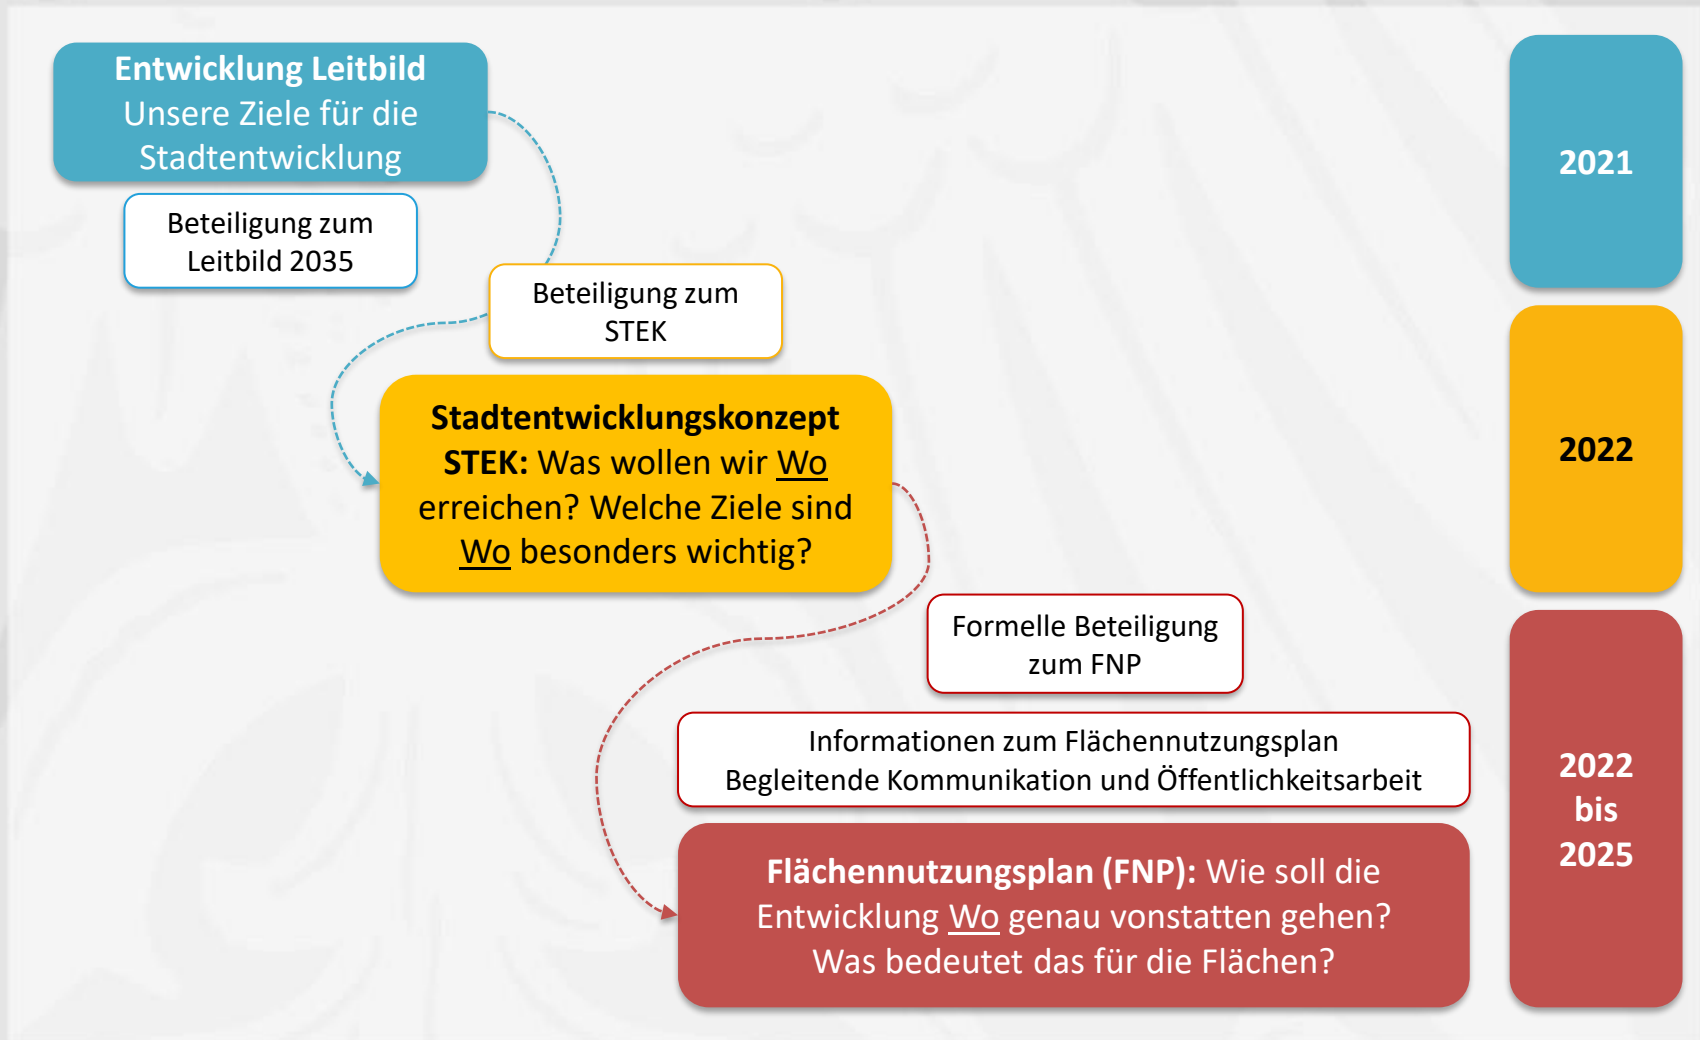 Entwicklung Leitbild
Unsere Ziele für die
Stadtentwicklung
Beteiligung zum
Leitbild 2035
2021
Beteiligung zum
STEK
Stadtentwicklungskonzept
STEK: Was wollen wir Wo
erreichen? Welche Ziele sind
Wo besonders wichtig?
2022
Formelle Beteiligung
zum FNP
Informationen zum Flächennutzungsplan
Begleitende Kommunikation und Öffentlichkeitsarbeit
Flächennutzungsplan (FNP): Wie soll die
Entwicklung Wo genau vonstatten gehen?
Was bedeutet das für die Flächen?
2022
bis
2025